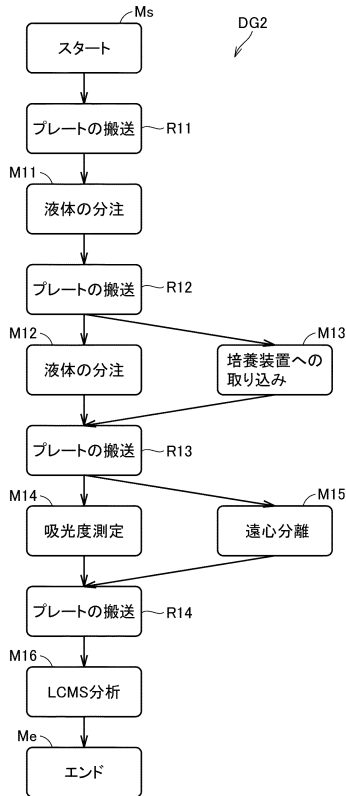 Ms
DG2
スタート
プレートの搬送
R11
M11
液体の分注
プレートの搬送
R12
M12
M13
液体の分注
培養装置への
取り込み
プレートの搬送
R13
M14
M15
吸光度測定
遠心分離
プレートの搬送
R14
M16
LCMS分析
Me
エンド